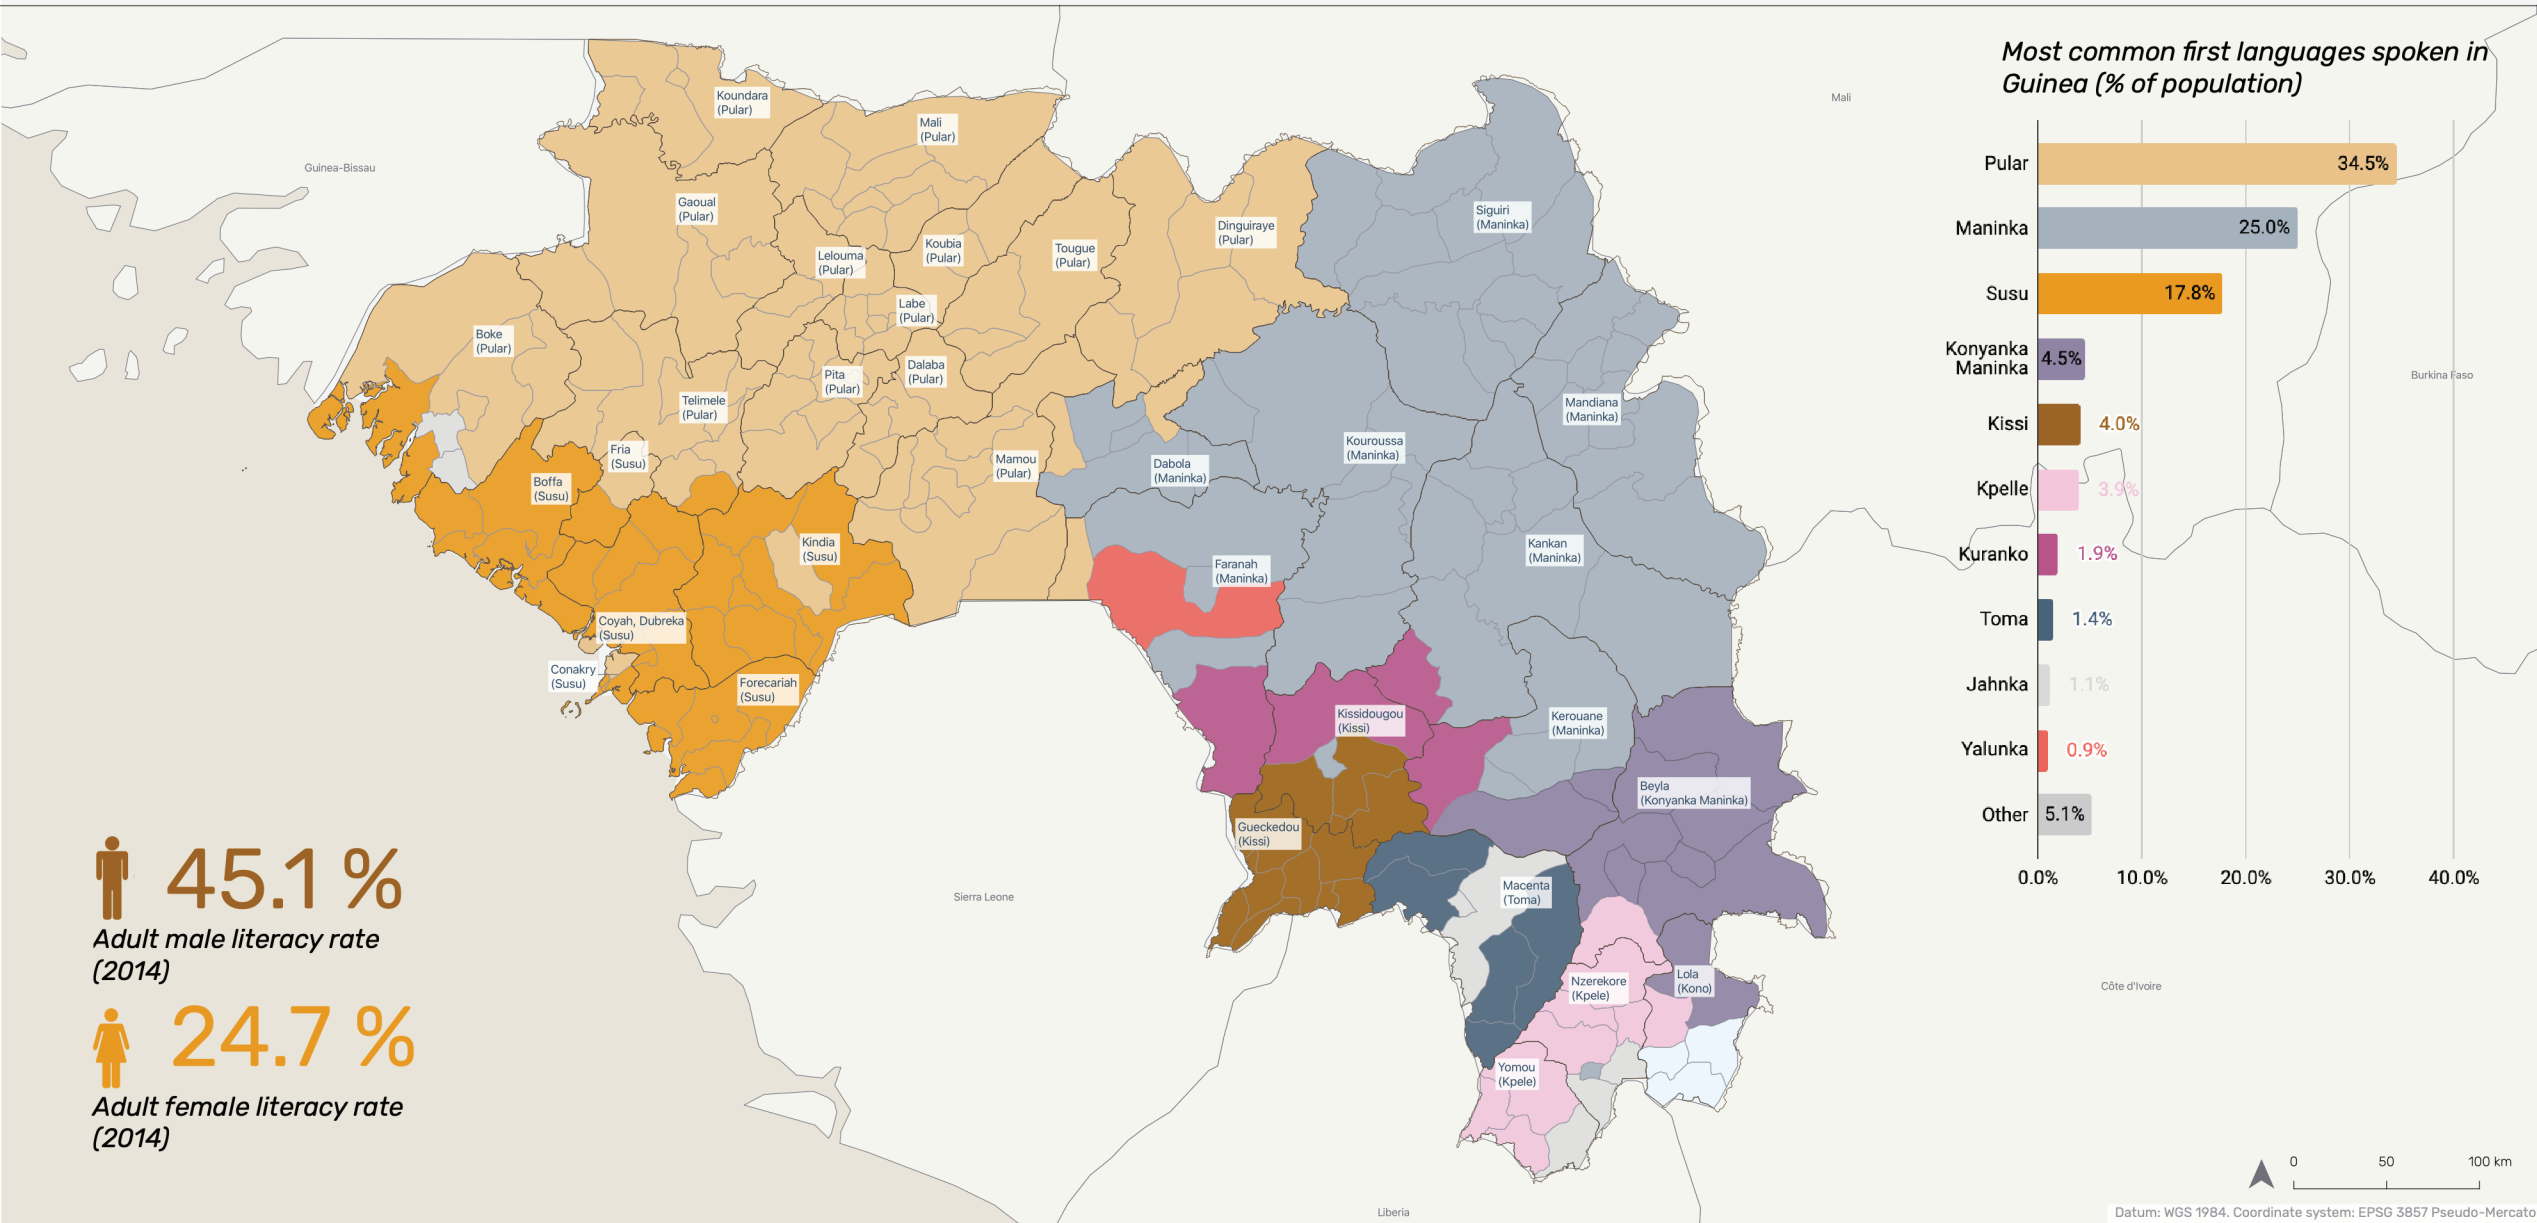 Most common first languages spoken in
Guinea (% of population)
Pular
34.5%
Maninka
25.0%
Susu
17.8%
Konyanka
Maninka
4.5%
Kissi
4.0%
Kpelle
3.9%
Kuranko
1.9%
Toma
1.4%
Jahnka
1.1%
Yalunka
0.9%
Other
5.1%
0.0%
10.0%
20.0%
30.0%
40.0%
Guinea-Bissau
Mali
Burkina Faso
Sierra Leone
Liberia
Côte d'Ivoire
Koundara
(Pular)
Mali
(Pular)
Gaoual
(Pular)
Lelouma
(Pular)
Koubia
(Pular)
Tougue
(Pular)
Dinguiraye
(Pular)
Siguiri
(Maninka)
Labe
(Pular)
Boke
(Pular)
Pita
(Pular)
Dalaba
(Pular)
Telimele
(Pular)
Mandiana
(Maninka)
Fria
(Susu)
Mamou
(Pular)
Dabola
(Maninka)
Kouroussa
(Maninka)
Boffa
(Susu)
Kindia
(Susu)
Faranah
(Maninka)
Kankan
(Maninka)
Coyah, Dubreka
(Susu)
Conakry
(Susu)
Forecariah
(Susu)
Kissidougou
(Kissi)
Kerouane
(Maninka)
Beyla
(Konyanka Maninka)
Gueckedou
(Kissi)
Macenta
(Toma)
Nzerekore
(Kpele)
Lola
(Kono)
Yomou
(Kpele)
45.1 %
Adult male literacy rate
(2014)
24.7 %
Adult female literacy rate
(2014)
0
50
100 km
Datum: WGS 1984. Coordinate system: EPSG 3857 Pseudo-Mercato